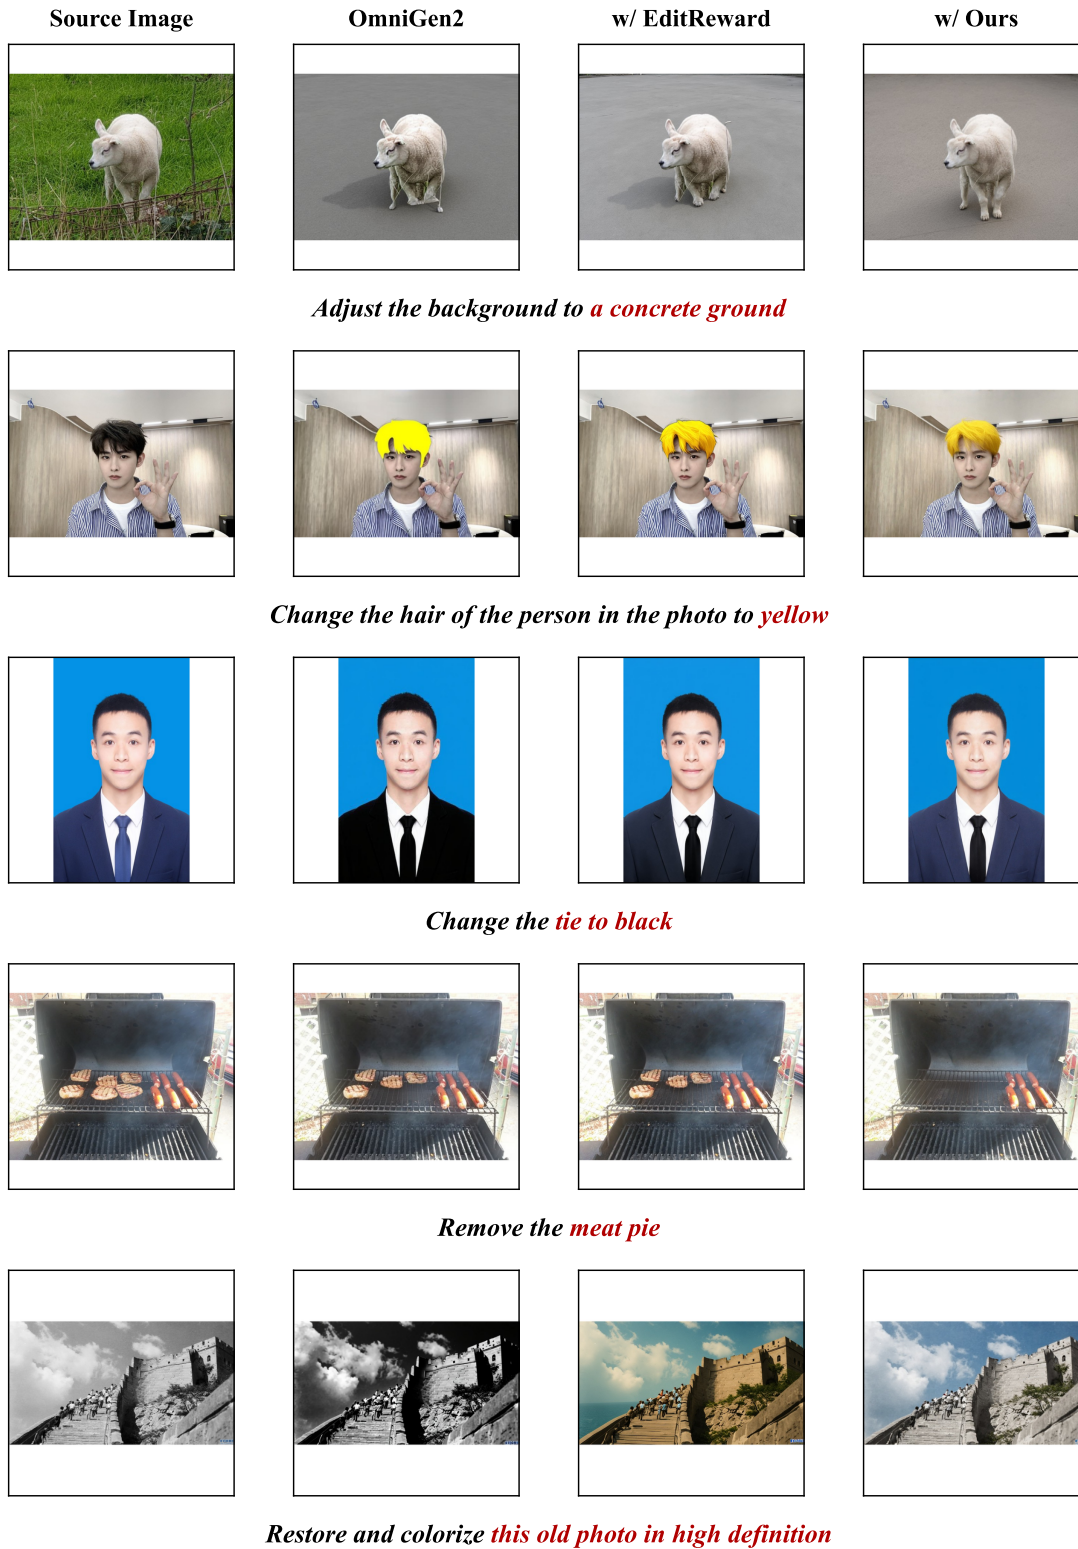 Source Image OmniGen2 w/ EditReward w/ Ours
Adjust the background to a concrete ground
Change the hair of the person in the photo to yellow
Change the tie to black
Remove the meat pie
Restore and colorize this old photo in high definition